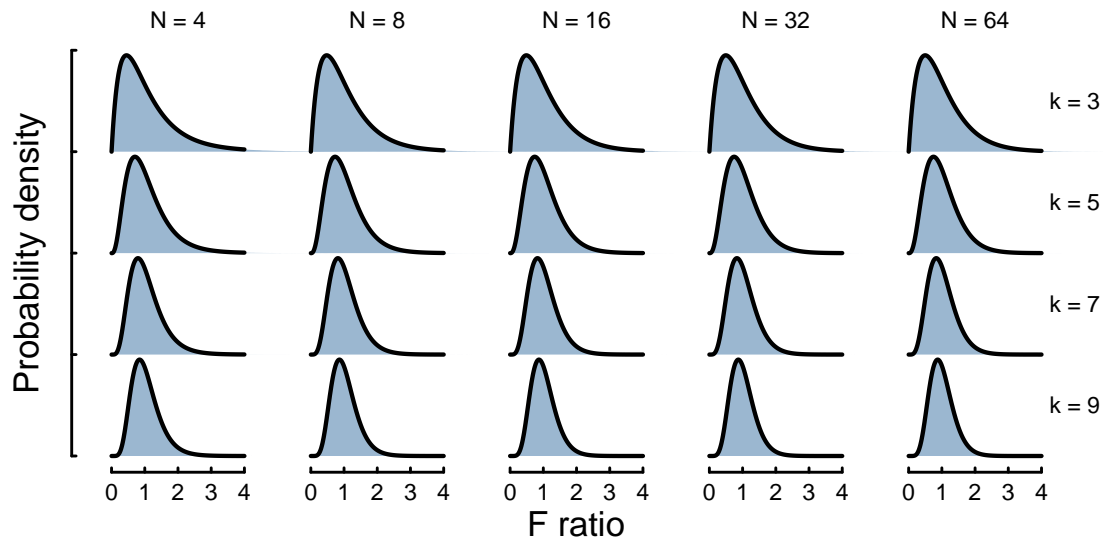 N = 4 N = 8 N = 16 N = 32 N = 64
k = 3
k = 5
k = 7
k = 9
Probability density
0 1 2 3 4 0 1 2 3 4 0 1 2 3 4 0 1 2 3 4 0 1 2 3 4
F ratio